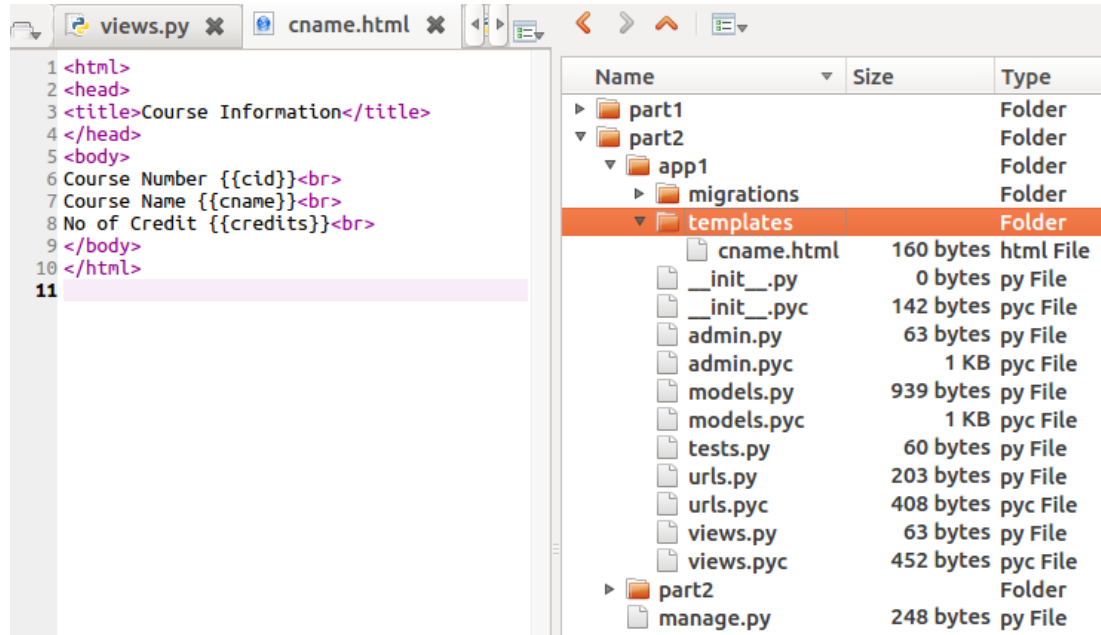 views.py cname.html
1 <html>
2 <head>
3 <title>Course Information</title>
4 </head>
5 <body>
6 Course Number {{cid}}<br>
7 Course Name {{cname}}<br>
8 No of Credit {{credits}}<br>
9 </body>
10 </html>
11
Name Size Type
part1 Folder
part2 Folder
app1 Folder
migrations Folder
templates Folder
cname.html 160 bytes html File
__init__.py 0 bytes py File
__init__.pyc 142 bytes pyc File
admin.py 63 bytes py File
admin.pyc 1 KB pyc File
models.py 939 bytes py File
models.pyc 1 KB pyc File
tests.py 60 bytes py File
urls.py 203 bytes py File
urls.pyc 408 bytes pyc File
views.py 63 bytes py File
views.pyc 452 bytes pyc File
part2 Folder
manage.py 248 bytes py File